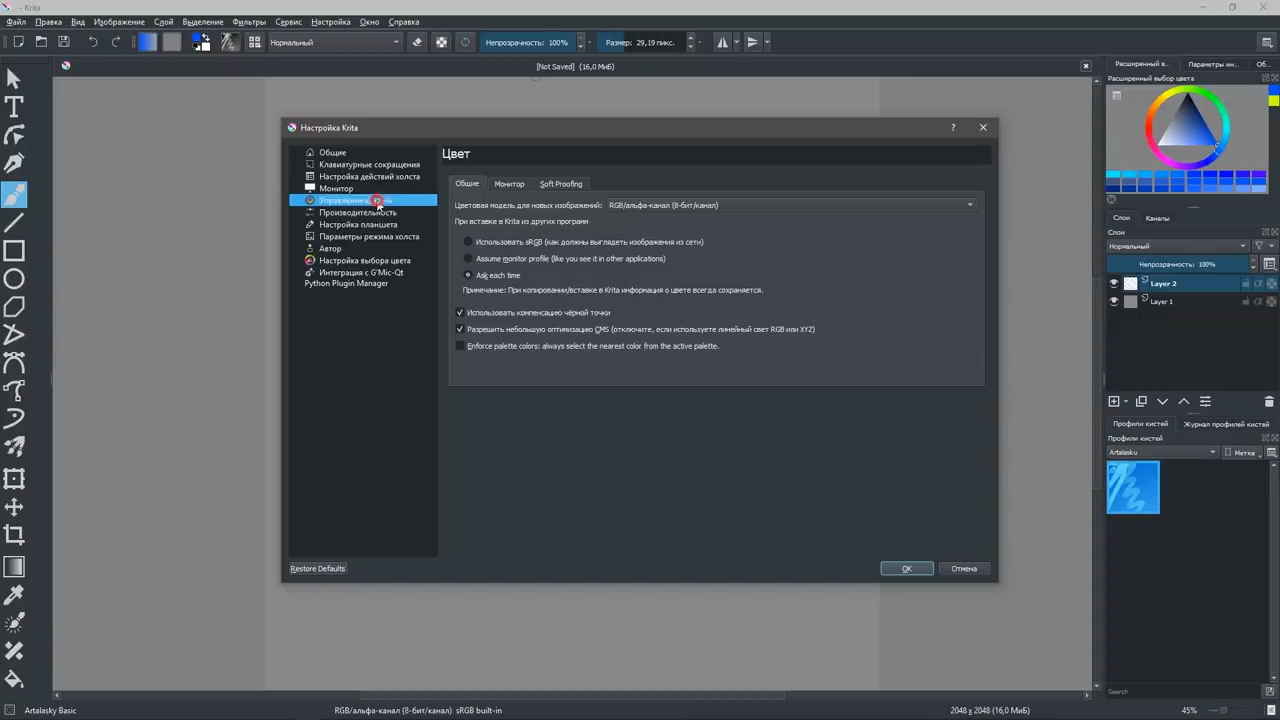 - Krita
Файл Правка Вид Изображение Слой Выделение Фильтры Сервис Настройка Окно Справка
Нормальный Непрозрачность: 100% Размер: 29,19 пикс.
[Not Saved] (16,0 МиБ)
Расширенный в... Параметры ин... Об...
Расширенный выбор цвета
Настройка Krita
Общие
Клавиатурные сокращения
Настройка действий холста
Монитор
Производительность
Настройка планшета
Параметры режима холста
Автор
Настройка выбора цвета
Интеграция с G'Mic-Qt
Python Plugin Manager
Цвет
Общие Монитор Soft Proofing
Цветовая модель для новых изображений: RGB/альфа-канал (8-бит/канал)
При вставке в Krita из других программ
Использовать sRGB (как должны выглядеть изображения из сети)
Assume monitor profile (like you see it in other applications)
Ask each time
Примечание: При копировании/вставке в Krita информация о цвете всегда сохраняется.
Использовать компенсацию чёрной точки
Разрешить небольшую оптимизацию CMS (отключите, если используете линейный свет RGB или XYZ)
Enforce palette colors: always select the nearest color from the active palette.
Restore Defaults
OK Отмена
Слои Каналы
Слои
Нормальный
Непрозрачность: 100%
Layer 2
Layer 1
Профили кистей Журнал профилей кистей
Профили кистей
Artalasku Метка
Search
Artalasky Basic RGB/альфа-канал (8-бит/канал) sRGB built-in 2048 x 2048 (16,0 МиБ) 45%